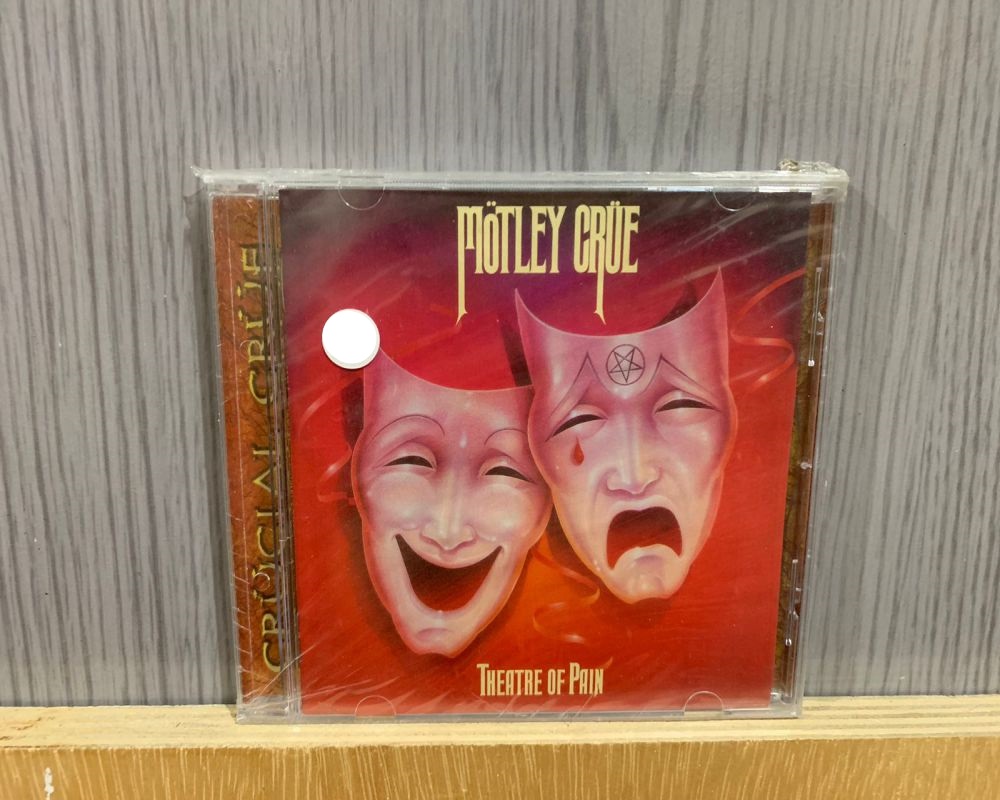 MÖTLEY CRÜE
CRÜCIAL CRÜE
THEATRE OF PAIN